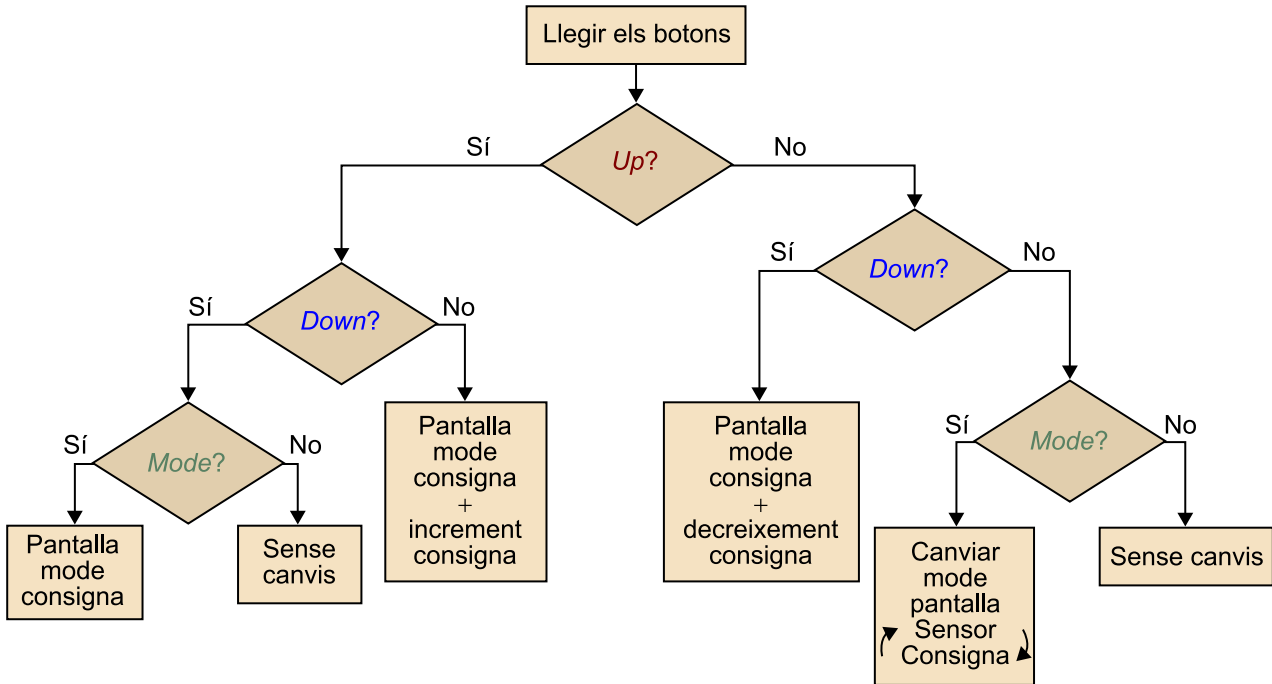 Llegir els botons
Sí
Up?
No
Sí
Down?
No
Sí
Down?
No
Sí
Mode?
No
Pantalla
mode
consigna
+
increment
consigna
Pantalla
mode
consigna
+
decreixement
consigna
Sí
Mode?
No
Pantalla
mode
consigna
Sense
canvis
Canviar
mode
pantalla
Sensor
Consigna
Sense canvis